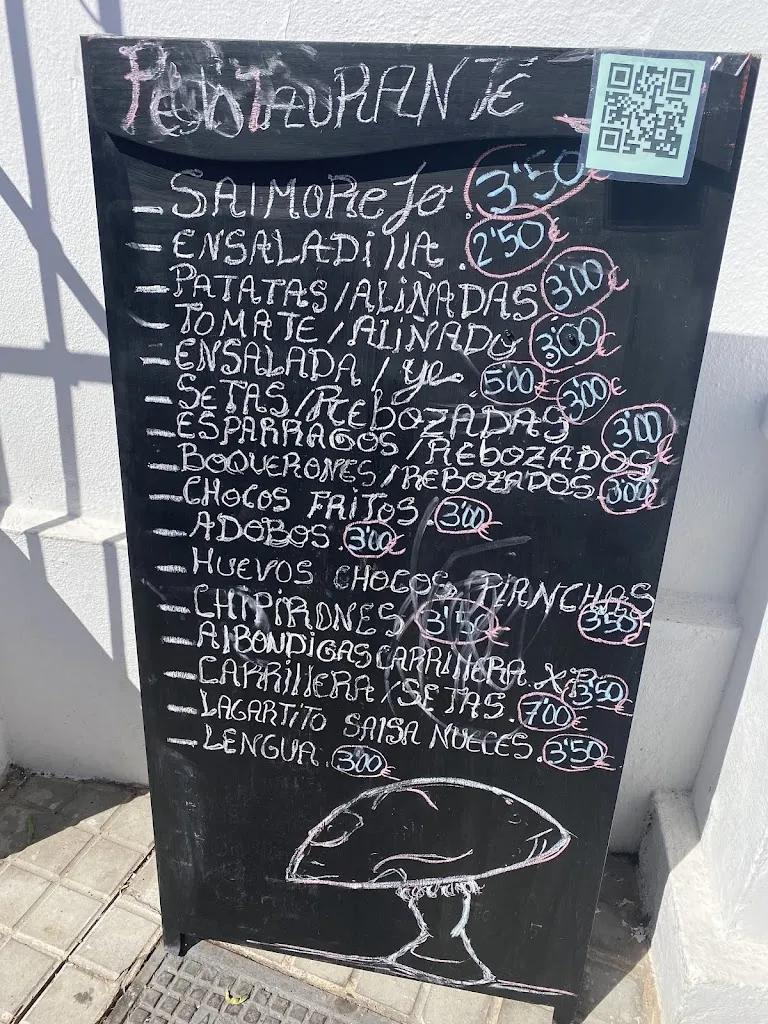 RESTAURANTE
- SAlMOReJo. 3'50€
- ENSALADillA. 2'50€
- PATATAS/ALIÑADAS 3'00€
- TOMATE/AlIÑADO 3'00€
- ENSALADA/ye 5'00€
- SETAS/REBOZADAS 3'00€
- ESPARRAGOS/REBOZADOS 3'00€
- BOQUERONES/REBOZADOS 3'00€
- CHOCOS FRITOS. 3'00€
- ADOBOS. 3'00€
- HUEVOS CHOCOS PlANCHAS 3'50€
- CHIPIRONES 3'50€
- AlBONDIGAS CARRIllERA 3'50€
- CARRIllERA/SETAS. 7'00€
- LAGARTITO SAlSA NUECES. 3'50€
- LENGUA. 3'00€